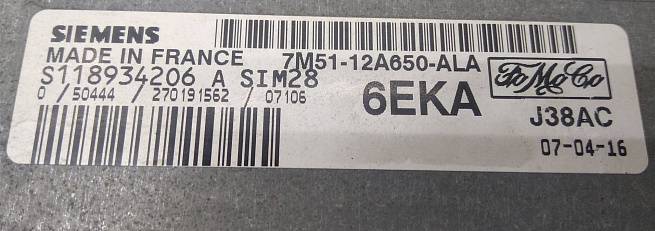 SIEMENS
MADE IN FRANCE 7M51-12A650-ALA
S118934206 A SIM28
0 / 50444 / 270191562 / 07106
6EKA
FoMoCo
J38AC
07-04-16